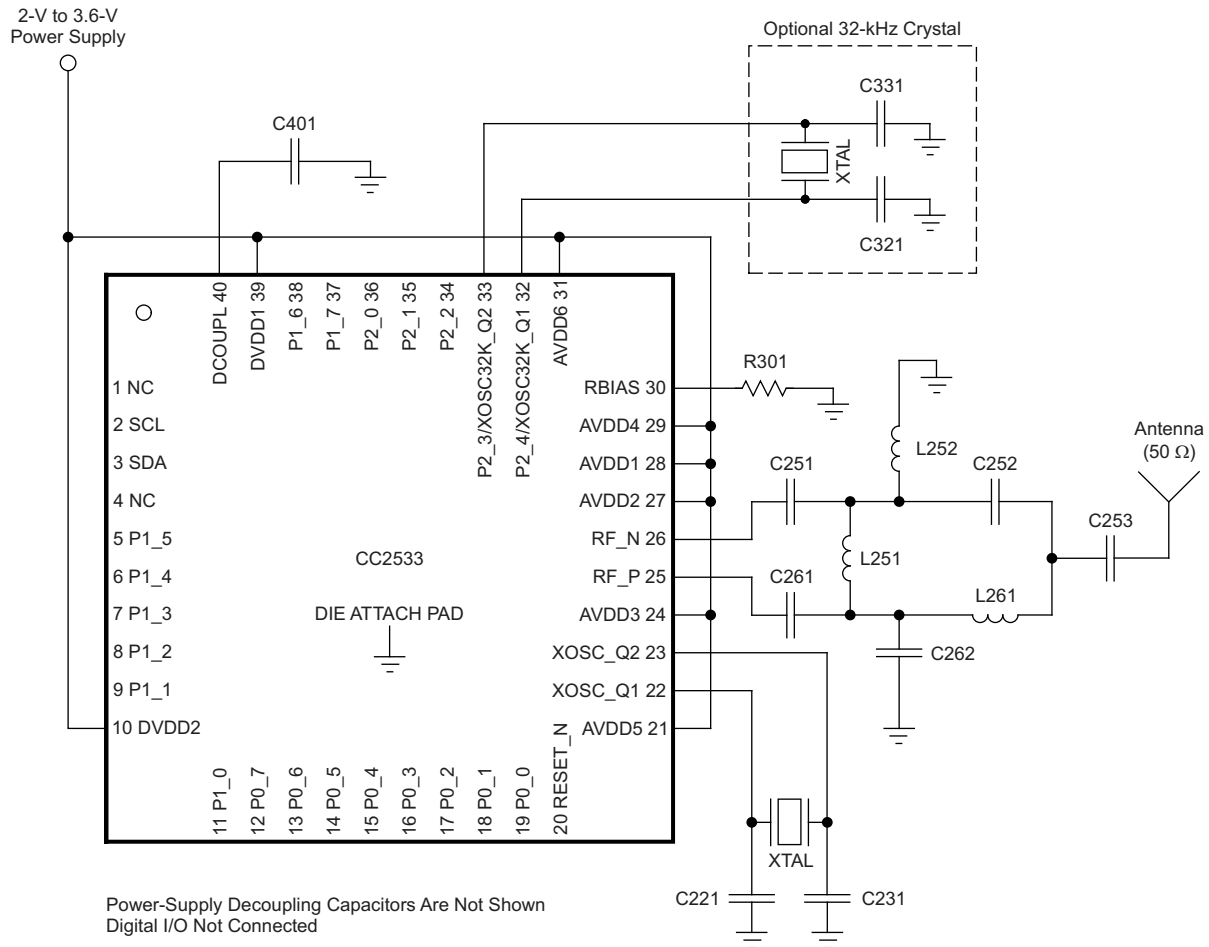 2-V to 3.6-V
Power Supply
Optional 32-kHz Crystal
C331
C401
XTAL
C321
DCOUPL 40
DVDD1 39
P1_6 38
P1_7 37
P2_0 36
P2_1 35
P2_2 34
P2_3/XOSC32K_Q2 33
P2_4/XOSC32K_Q1 32
AVDD6 31
1 NC
2 SCL
3 SDA
4 NC
5 P1_5
6 P1_4
7 P1_3
8 P1_2
9 P1_1
10 DVDD2
CC2533
DIE ATTACH PAD
RBIAS 30
AVDD4 29
AVDD1 28
AVDD2 27
RF_N 26
RF_P 25
AVDD3 24
XOSC_Q2 23
XOSC_Q1 22
AVDD5 21
11 P1_0
12 P0_7
13 P0_6
14 P0_5
15 P0_4
16 P0_3
17 P0_2
18 P0_1
19 P0_0
20 RESET_N
R301
L252
Antenna
(50 Ω)
C251
C252
C253
L251
C261
L261
C262
XTAL
C221
C231
Power-Supply Decoupling Capacitors Are Not Shown
Digital I/O Not Connected